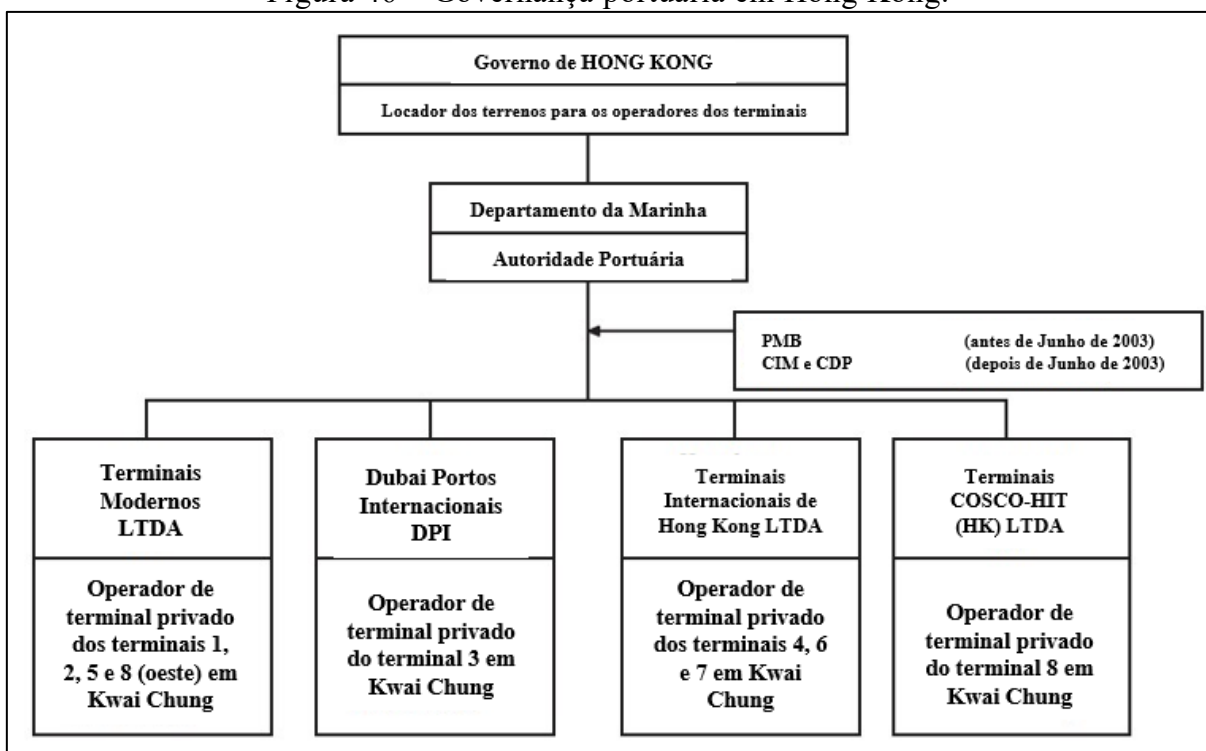 Figura 40 – Governança portuária em Hong Kong.
Governo de HONG KONG
Locador dos terrenos para os operadores dos terminais
Departamento da Marinha
Autoridade Portuária
PMB (antes de Junho de 2003)
CIM e CDP (depois de Junho de 2003)
Terminais
Modernos
LTDA
Operador de
terminal privado
dos terminais 1,
2, 5 e 8 (oeste) em
Kwai Chung
Dubai Portos
Internacionais
DPI
Operador de
terminal privado
do terminal 3 em
Kwai Chung
Terminais
Internacionais de
Hong Kong LTDA
Operador de
terminal privado
dos terminais 4, 6
e 7 em Kwai
Chung
Terminais
COSCO-HIT
(HK) LTDA
Operador de
terminal privado
do terminal 8 em
Kwai Chung